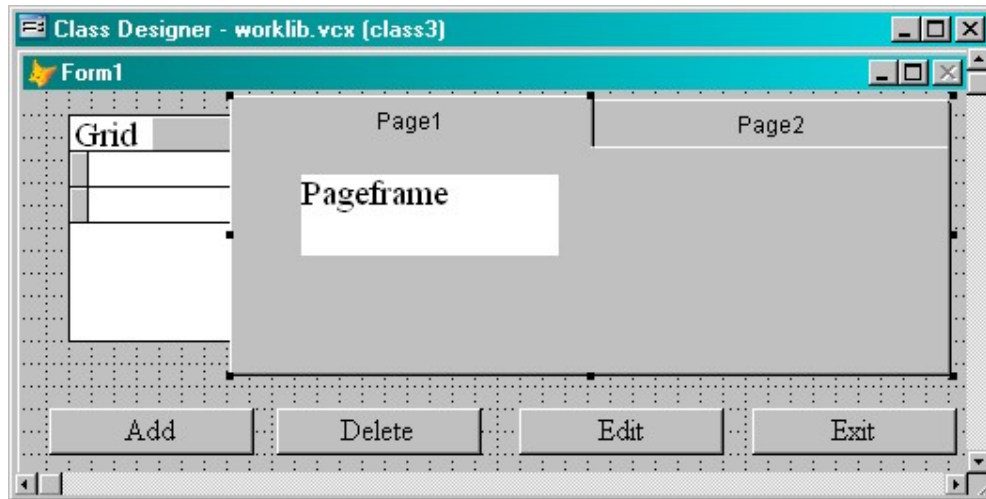 Class Designer - worklib.vcx (class3)
Form1
Page1 Page2
Grid
Pageframe
Add Delete Edit Exit